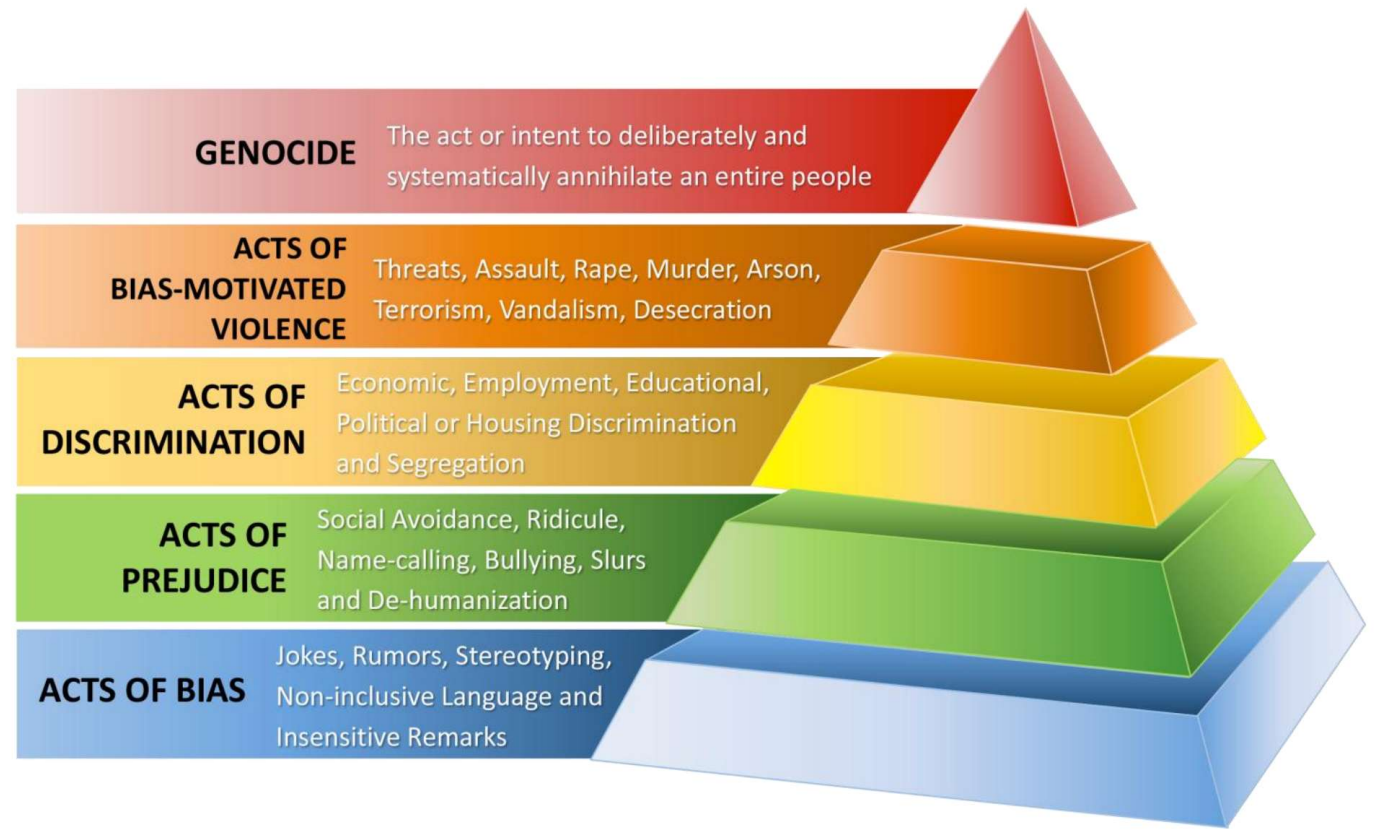 GENOCIDE
The act or intent to deliberately and
systematically annihilate an entire people
ACTS OF
BIAS-MOTIVATED
VIOLENCE
Threats, Assault, Rape, Murder, Arson,
Terrorism, Vandalism, Desecration
ACTS OF
DISCRIMINATION
Economic, Employment, Educational,
Political or Housing Discrimination
and Segregation
ACTS OF
PREJUDICE
Social Avoidance, Ridicule,
Name-calling, Bullying, Slurs
and De-humanization
ACTS OF BIAS
Jokes, Rumors, Stereotyping,
Non-inclusive Language and
Insensitive Remarks